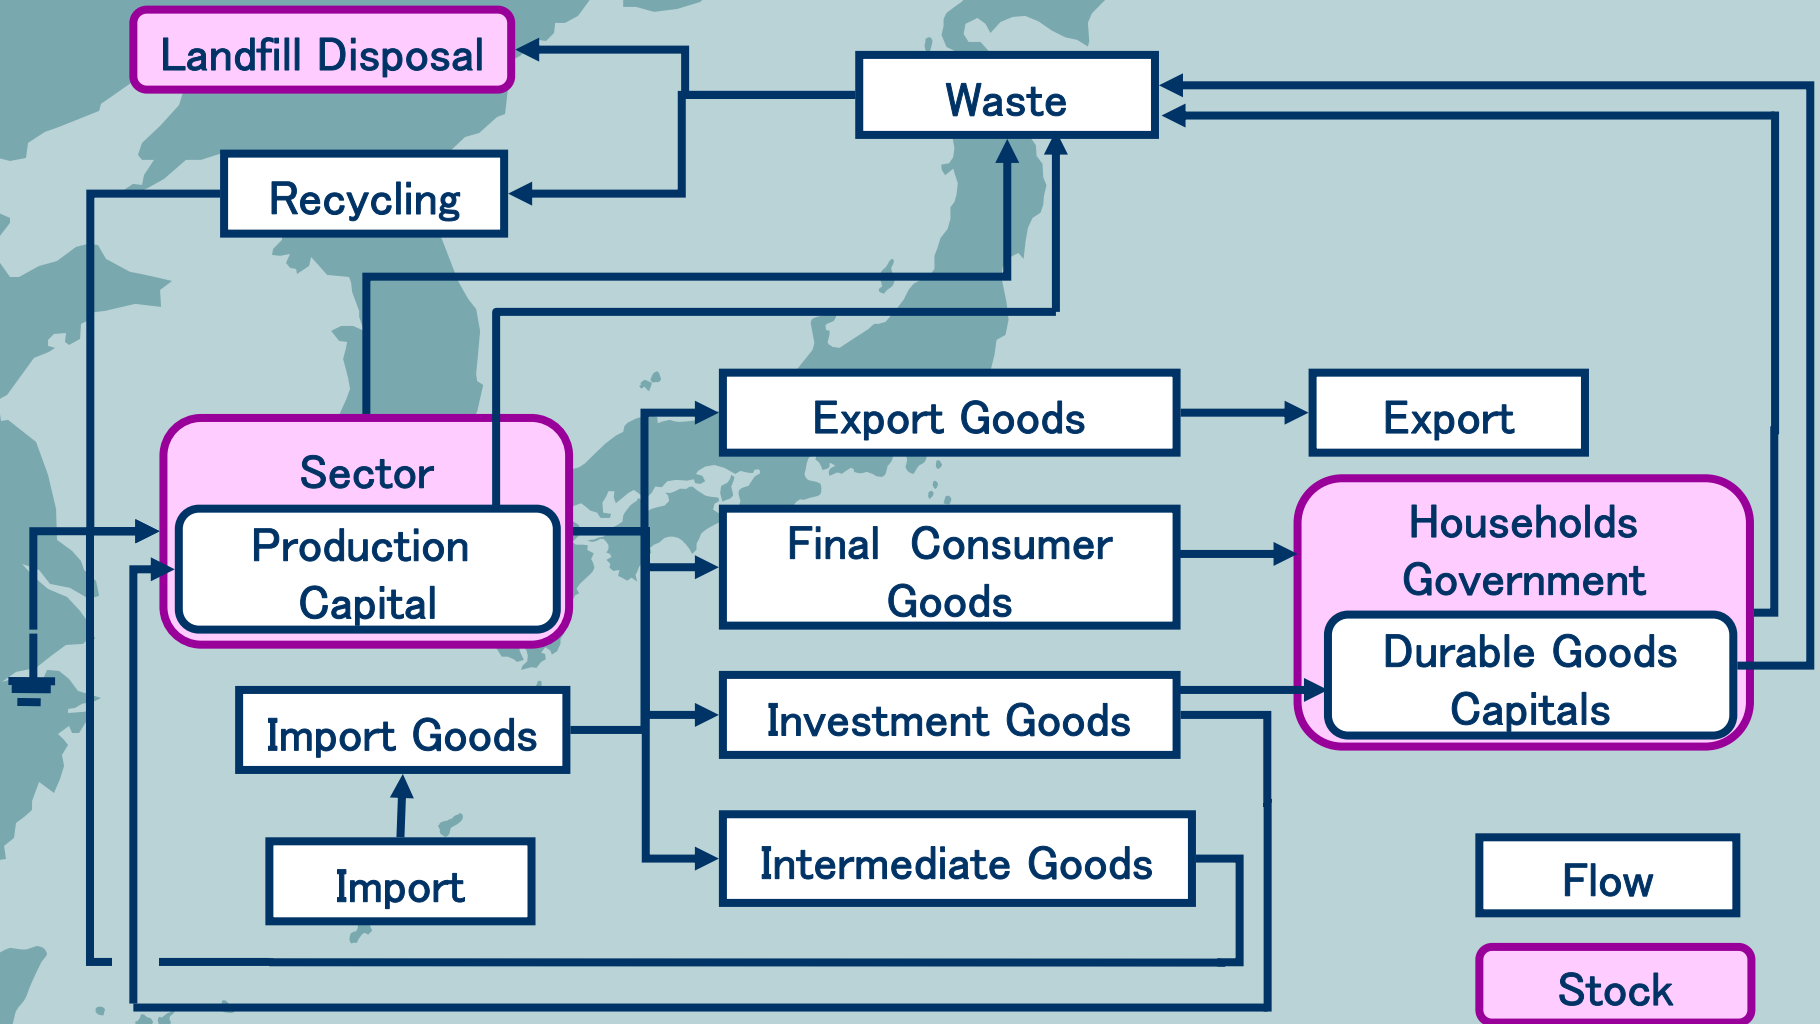 Landfill Disposal
Waste
Recycling
Export Goods
Export
Sector
Production
Capital
Final Consumer
Goods
Households
Government
Durable Goods
Capitals
Import Goods
Investment Goods
Import
Intermediate Goods
Flow
Stock